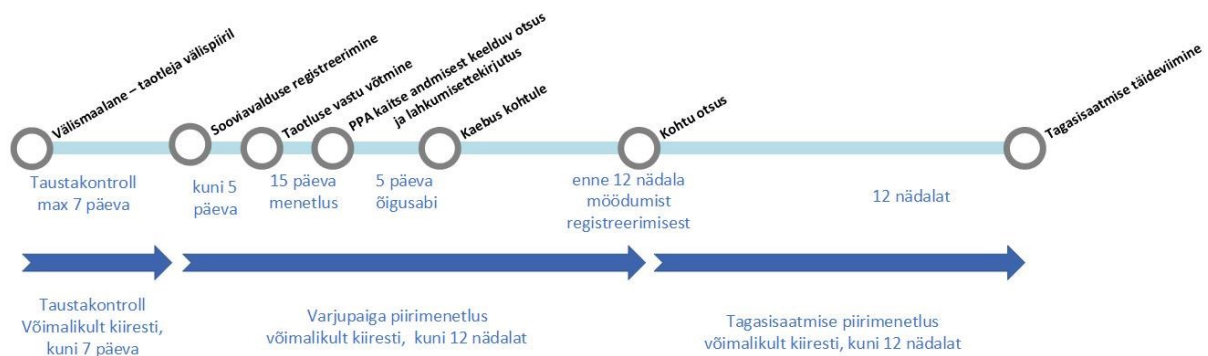 Välismaalane – taotleja välispiiril
Sooviavalduse registreerimine
Taotluse vastu võtmine
PPA kaitse andmisest keelduv otsus
ja lahkumisettekirjutus
Kaebus kohtule
Kohtu otsus
Tagasisaatmise täideviimine
Taustakontroll
max 7 päeva
kuni 5
päeva
15 päeva
menetlus
5 päeva
õigusabi
enne 12 nädala
möödumist
registreerimisest
12 nädalat
Taustakontroll
Võimalikult kiiresti,
kuni 7 päeva
Varjupaiga piirimenetlus
võimalikult kiiresti, kuni 12 nädalat
Tagasisaatmise piirimenetlus
võimalikult kiiresti, kuni 12 nädalat